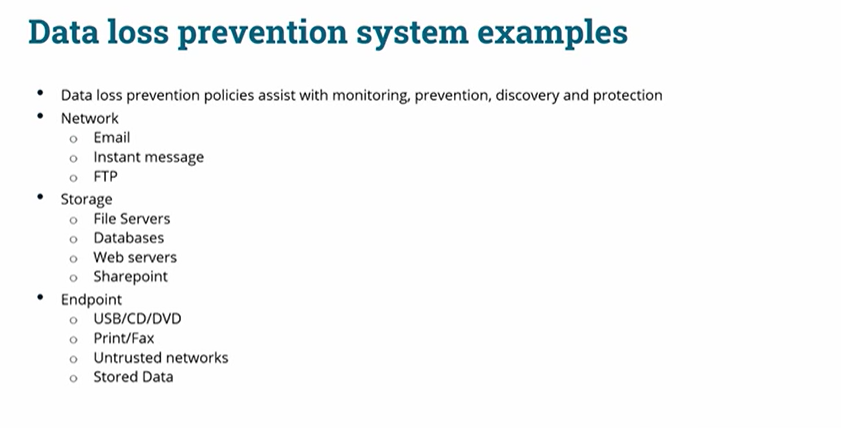 Data loss prevention system examples
• Data loss prevention policies assist with monitoring, prevention, discovery and protection
• Network
o Email
o Instant message
o FTP
• Storage
o File Servers
o Databases
o Web servers
o Sharepoint
• Endpoint
o USB/CD/DVD
o Print/Fax
o Untrusted networks
o Stored Data